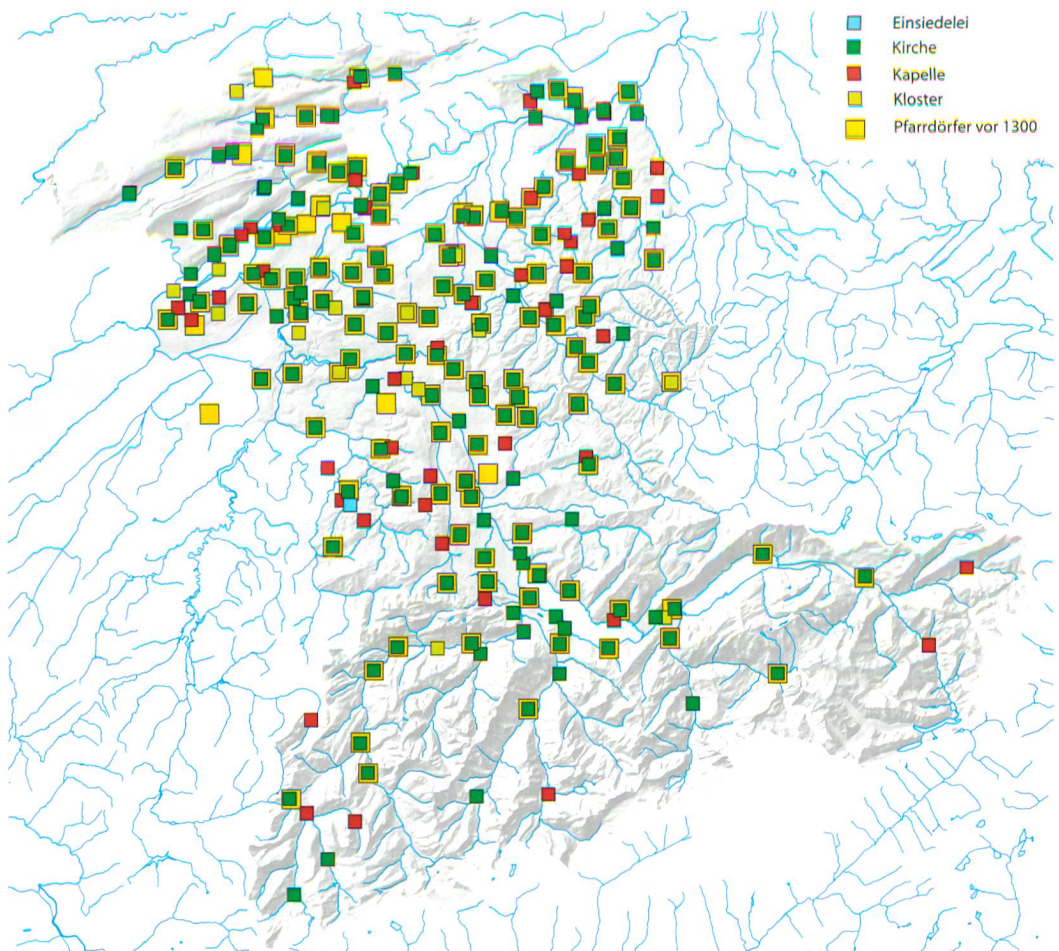 Einsiedelei
Kirche
Kapelle
Kloster
Pfarrdörfer vor 1300